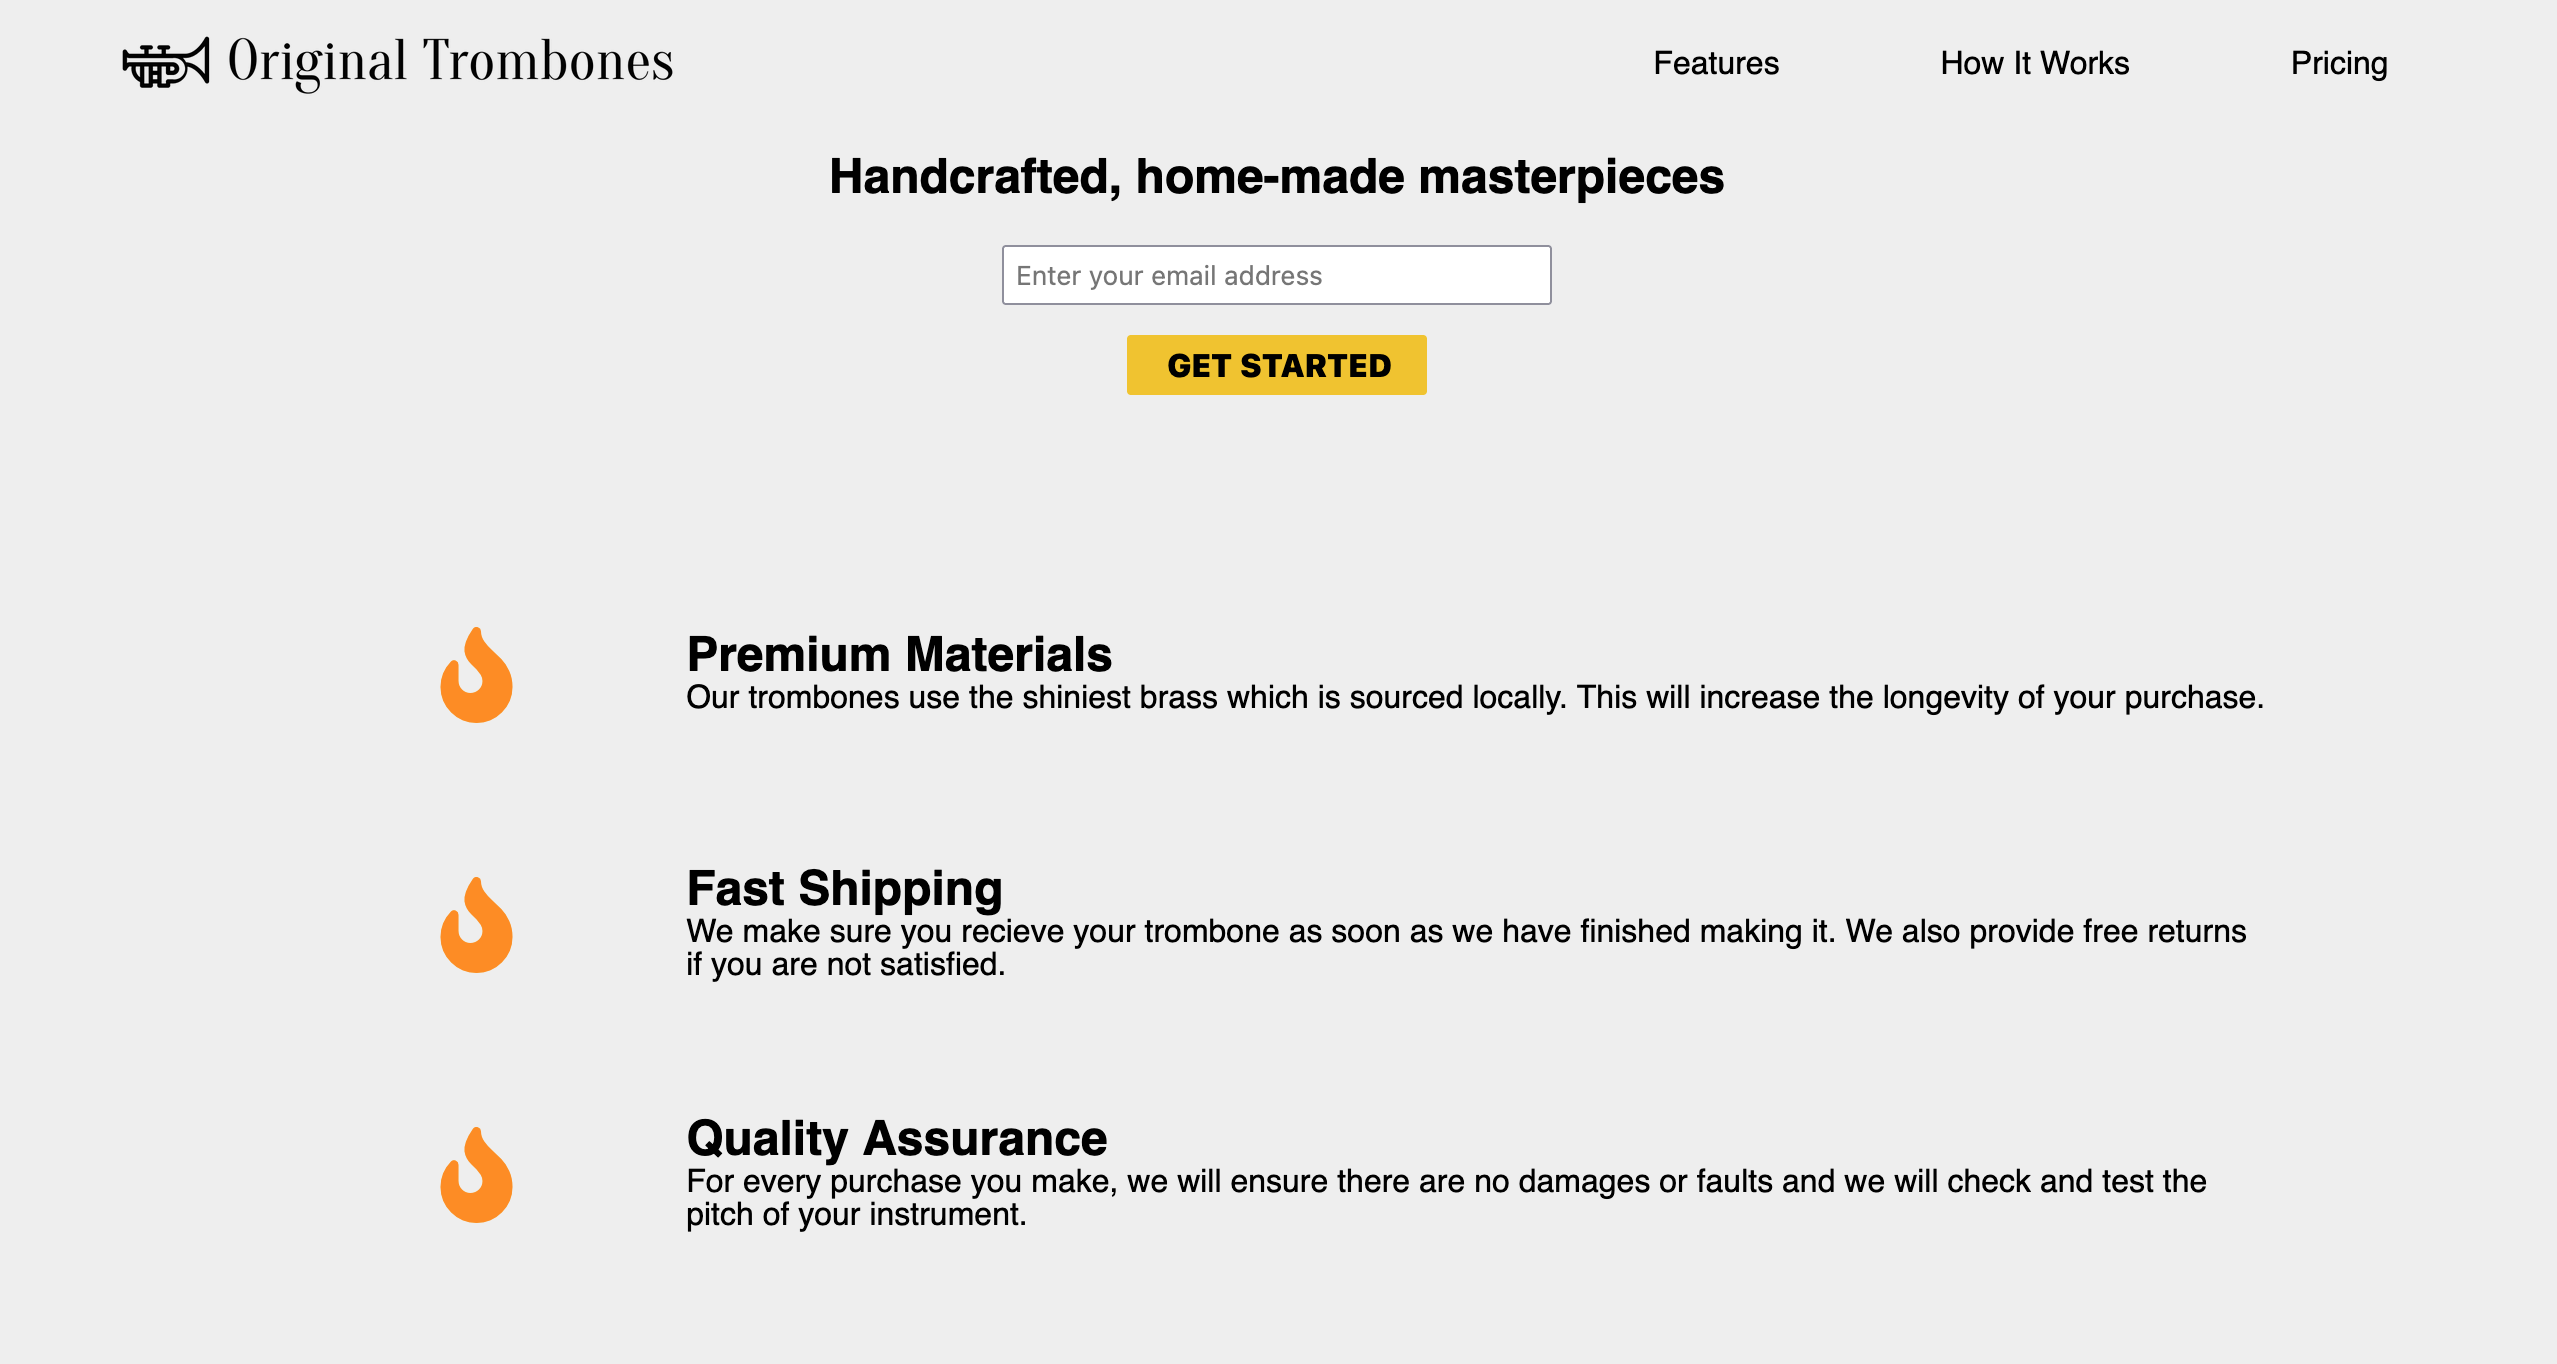 Original Trombones
Features
How It Works
Pricing
Handcrafted, home-made masterpieces
Enter your email address
GET STARTED
Premium Materials
Our trombones use the shiniest brass which is sourced locally. This will increase the longevity of your purchase.
Fast Shipping
We make sure you recieve your trombone as soon as we have finished making it. We also provide free returns
if you are not satisfied.
Quality Assurance
For every purchase you make, we will ensure there are no damages or faults and we will check and test the
pitch of your instrument.